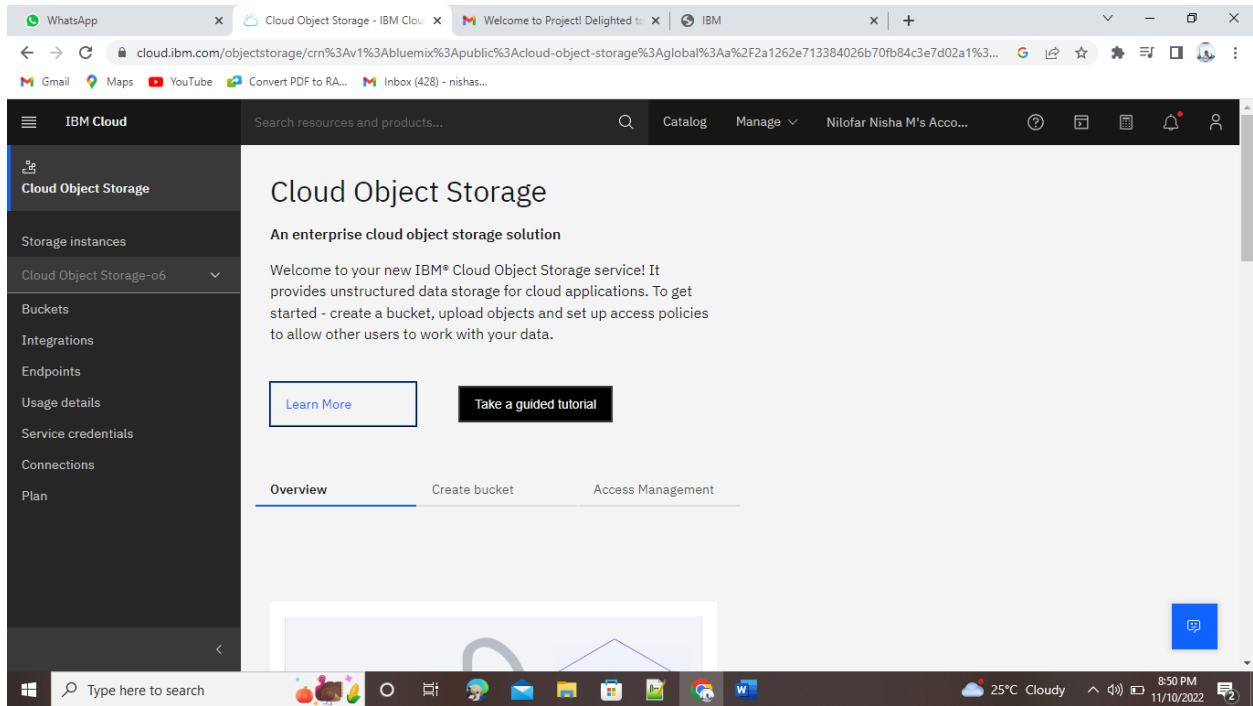 WhatsApp
Cloud Object Storage - IBM Clou
Welcome to Project! Delighted to
IBM
cloud.ibm.com/objectstorage/crn%3Av1%3Abluemix%3Apublic%3Acloud-object-storage%3Aglobal%3Aa%2F2a1262e713384026b70fb84c3e7d02a1%3...
Gmail
Maps
YouTube
Convert PDF to RA...
Inbox (428) - nishas...
IBM Cloud
Search resources and products...
Catalog
Manage
Nilofar Nisha M's Acco...
Cloud Object Storage
Storage instances
Cloud Object Storage-o6
Buckets
Integrations
Endpoints
Usage details
Service credentials
Connections
Plan
Cloud Object Storage
An enterprise cloud object storage solution
Welcome to your new IBM® Cloud Object Storage service! It
provides unstructured data storage for cloud applications. To get
started - create a bucket, upload objects and set up access policies
to allow other users to work with your data.
Learn More
Take a guided tutorial
Overview
Create bucket
Access Management
Type here to search
25°C Cloudy
8:50 PM
11/10/2022
2